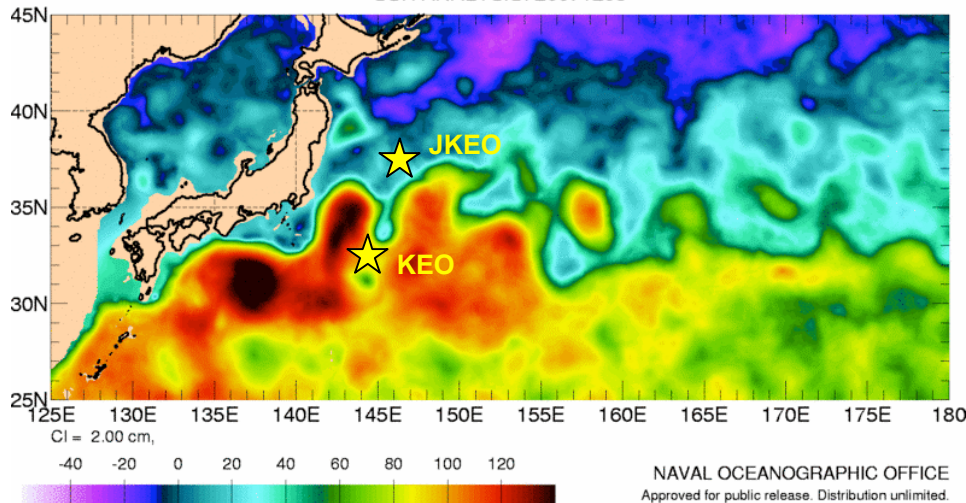 45N
40N
JKEO
35N
KEO
30N
25N
125E 130E 135E 140E 145E 150E 155E 160E 165E 170E 175E 180
CI = 2.00 cm,
-40 -20 0 20 40 60 80 100 120
NAVAL OCEANOGRAPHIC OFFICE
Approved for public release. Distribution unlimited.